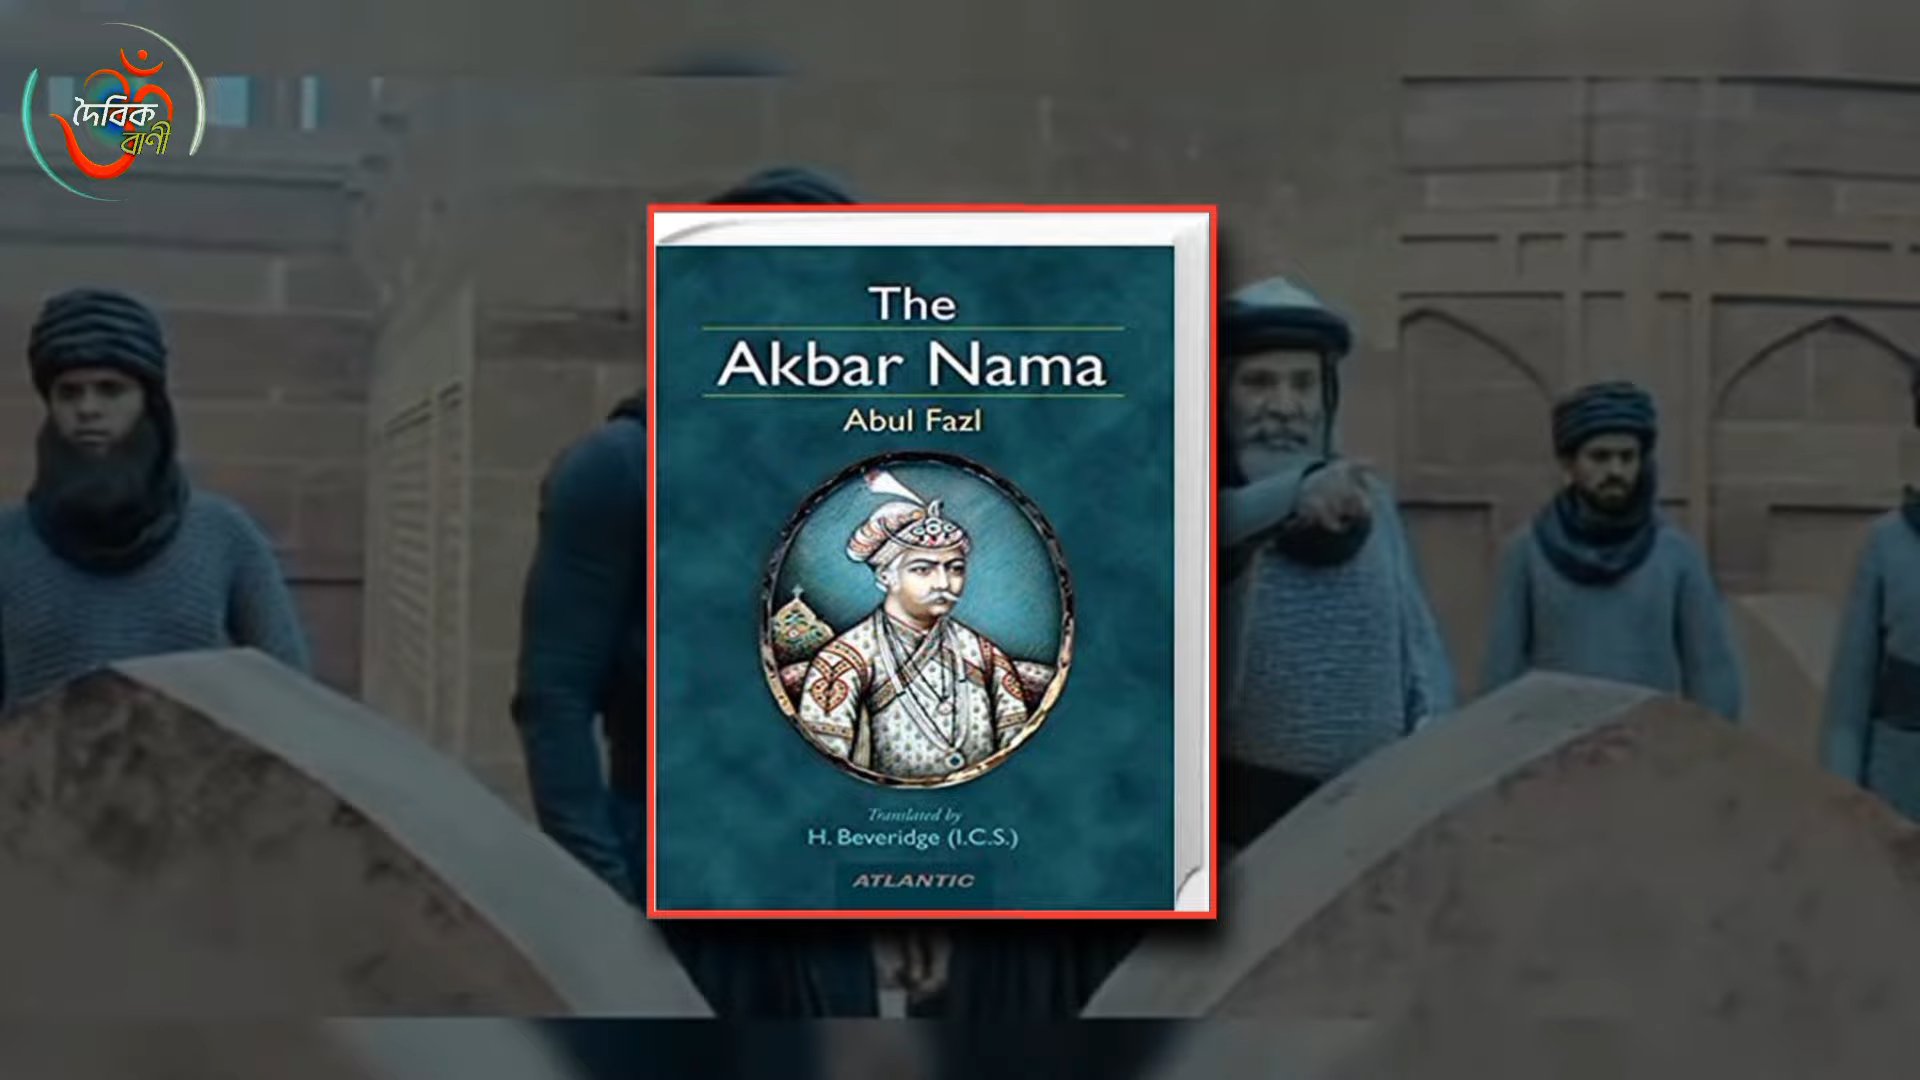 দৈবিক
বাণী
The
Akbar Nama
Abul Fazl
Translated by
H. Beveridge (I.C.S.)
ATLANTIC